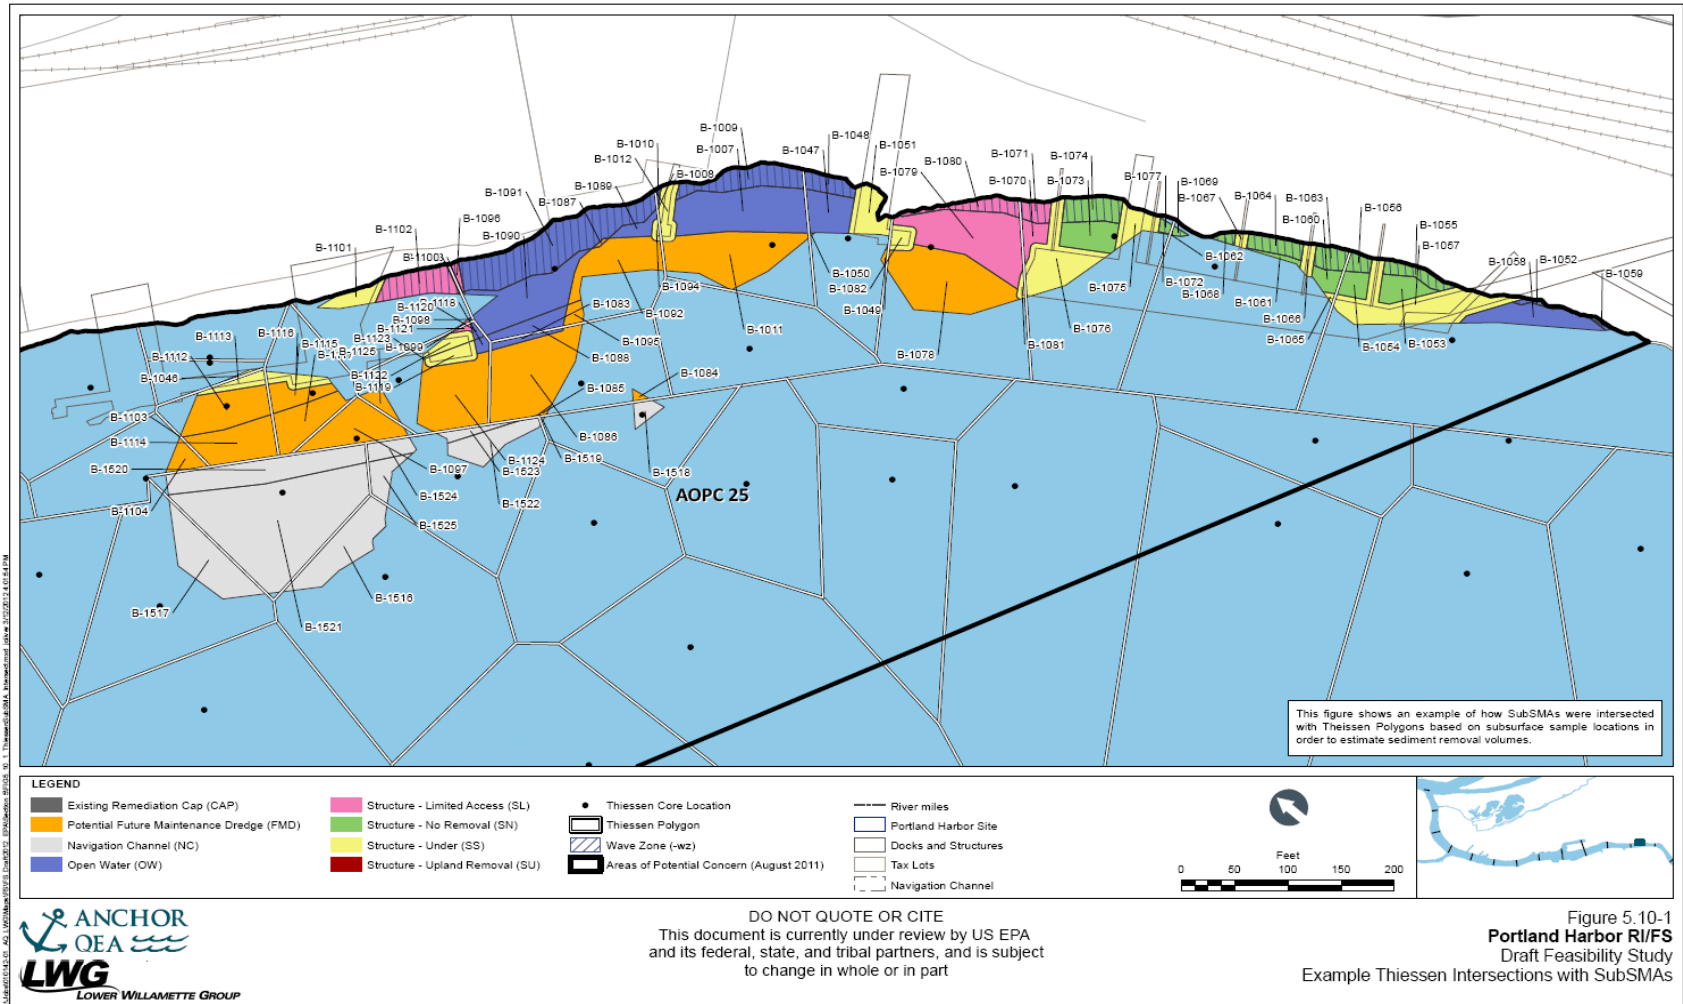 B-1009
B-1010
B-1007
B-1047
B-1048
B-1051
B-1012
B-1008
B-1080
B-1071
B-1074
B-1079
B-1070
B-1073
B-1077
B-1069
B-1091
B-1089
B-1087
B-1067
B-1064
B-1063
B-1060
B-1056
B-1055
B-1057
B-1096
B-1102
B-1090
B-1101
B-1062
B-1058
B-1052
B-1059
B-1050
B-1082
B-1094
B-1075
B-1072
B-1068
B-1061
B-1118
B-1120
B-1083
B-1049
B-1098
B-1092
B-1011
B-1066
B-1121
B-1076
B-1116
B-1113
B-1123
B-1115
B-1099
B-1095
B-1081
B-1065
B-1054
B-1053
B-1125
B-1112
B-1088
B-1078
B-1122
B-1046
B-1119
B-1085
B-1084
B-1103
B-1114
B-1086
B-1124
B-1519
B-1520
B-1097
B-1523
B-1518
B-1524
B-1522
B-1104
B-1525
AOPC 25
B-1517
B-1516
B-1521
This figure shows an example of how SubSMAs were intersected
with Theissen Polygons based on subsurface sample locations in
order to estimate sediment removal volumes.
LEGEND
Existing Remediation Cap (CAP)
Potential Future Maintenance Dredge (FMD)
Navigation Channel (NC)
Open Water (OW)
Structure - Limited Access (SL)
Structure - No Removal (SN)
Structure - Under (SS)
Structure - Upland Removal (SU)
Thiessen Core Location
Thiessen Polygon
Wave Zone (-wz)
Areas of Potential Concern (August 2011)
River miles
Portland Harbor Site
Docks and Structures
Tax Lots
Navigation Channel
Feet
0 50 100 150 200
ANCHOR
QEA
LWG
LOWER WILLAMETTE GROUP
DO NOT QUOTE OR CITE
This document is currently under review by US EPA
and its federal, state, and tribal partners, and is subject
to change in whole or in part
Figure 5.10-1
Portland Harbor RI/FS
Draft Feasibility Study
Example Thiessen Intersections with SubSMAs